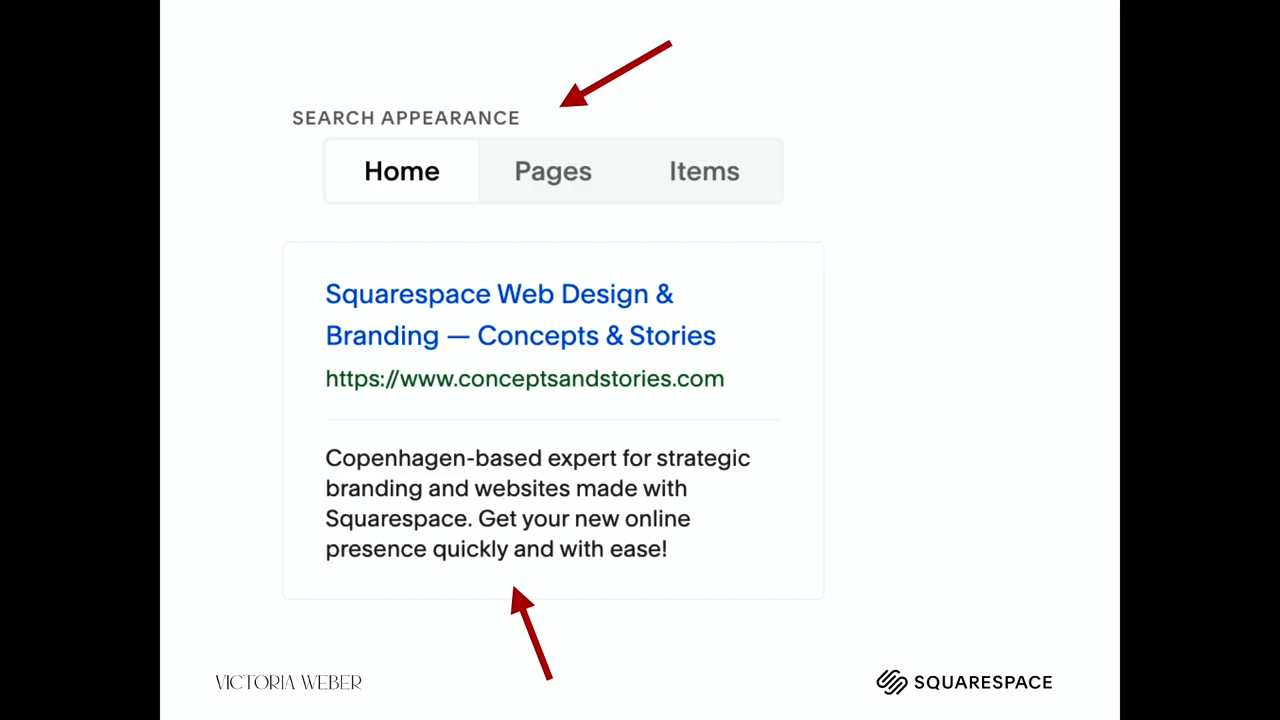 SEARCH APPEARANCE
Home Pages Items
Squarespace Web Design &
Branding — Concepts & Stories
https://www.conceptsandstories.com
Copenhagen-based expert for strategic
branding and websites made with
Squarespace. Get your new online
presence quickly and with ease!
VICTORIA WEBER
SQUARESPACE